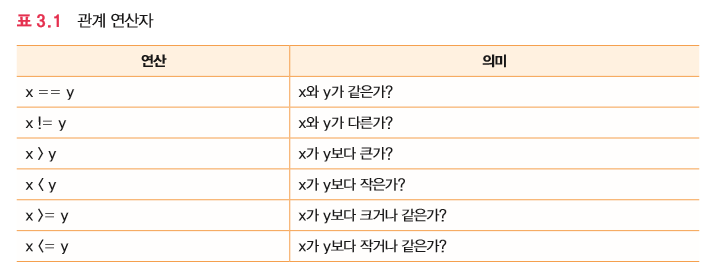 표 3.1 관계 연산자
연산 의미
x == y x와 y가 같은가?
x != y x와 y가 다른가?
x > y x가 y보다 큰가?
x < y x가 y보다 작은가?
x >= y x가 y보다 크거나 같은가?
x <= y x가 y보다 작거나 같은가?